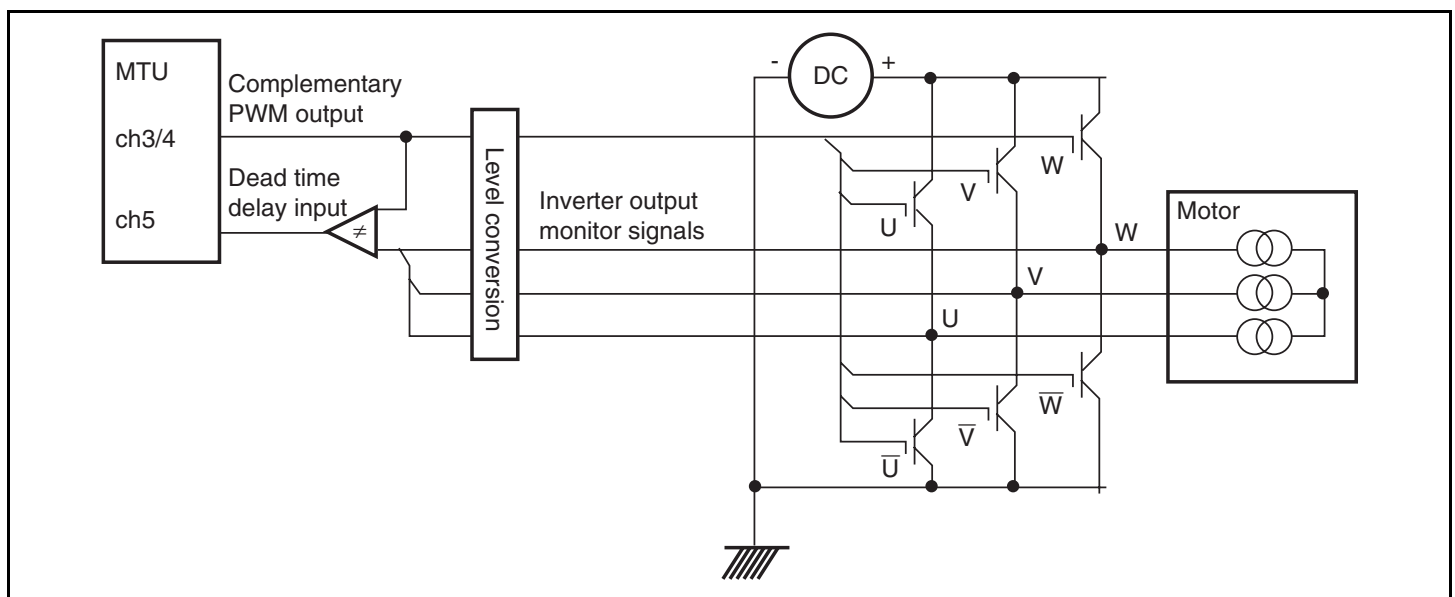 MTU
ch3/4
ch5
Complementary
PWM output
Dead time
delay input
≠
Level conversion
Inverter output
monitor signals
- DC +
U
V
W
W
V
U
U̅
V̅
W̅
Motor